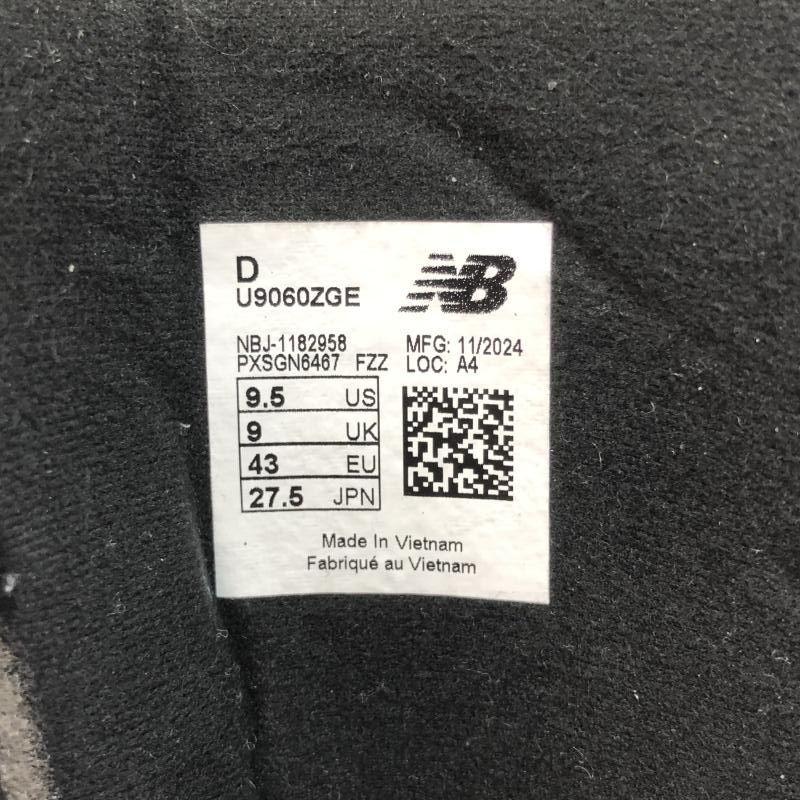 D
NB
U9060ZGE
NBJ-1182958 MFG: 11/2024
PXSGN6467 FZZ LOC: A4
9.5 US
9 UK
43 EU
27.5 JPN
Made In Vietnam
Fabriqué au Vietnam